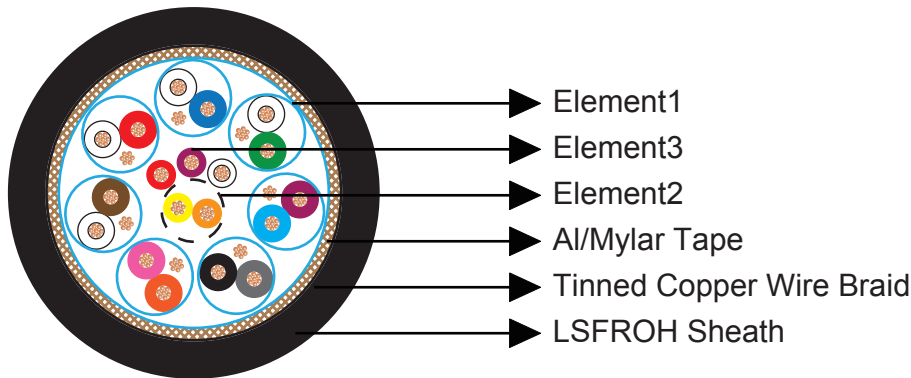 Element1
Element3
Element2
Al/Mylar Tape
Tinned Copper Wire Braid
LSFROH Sheath